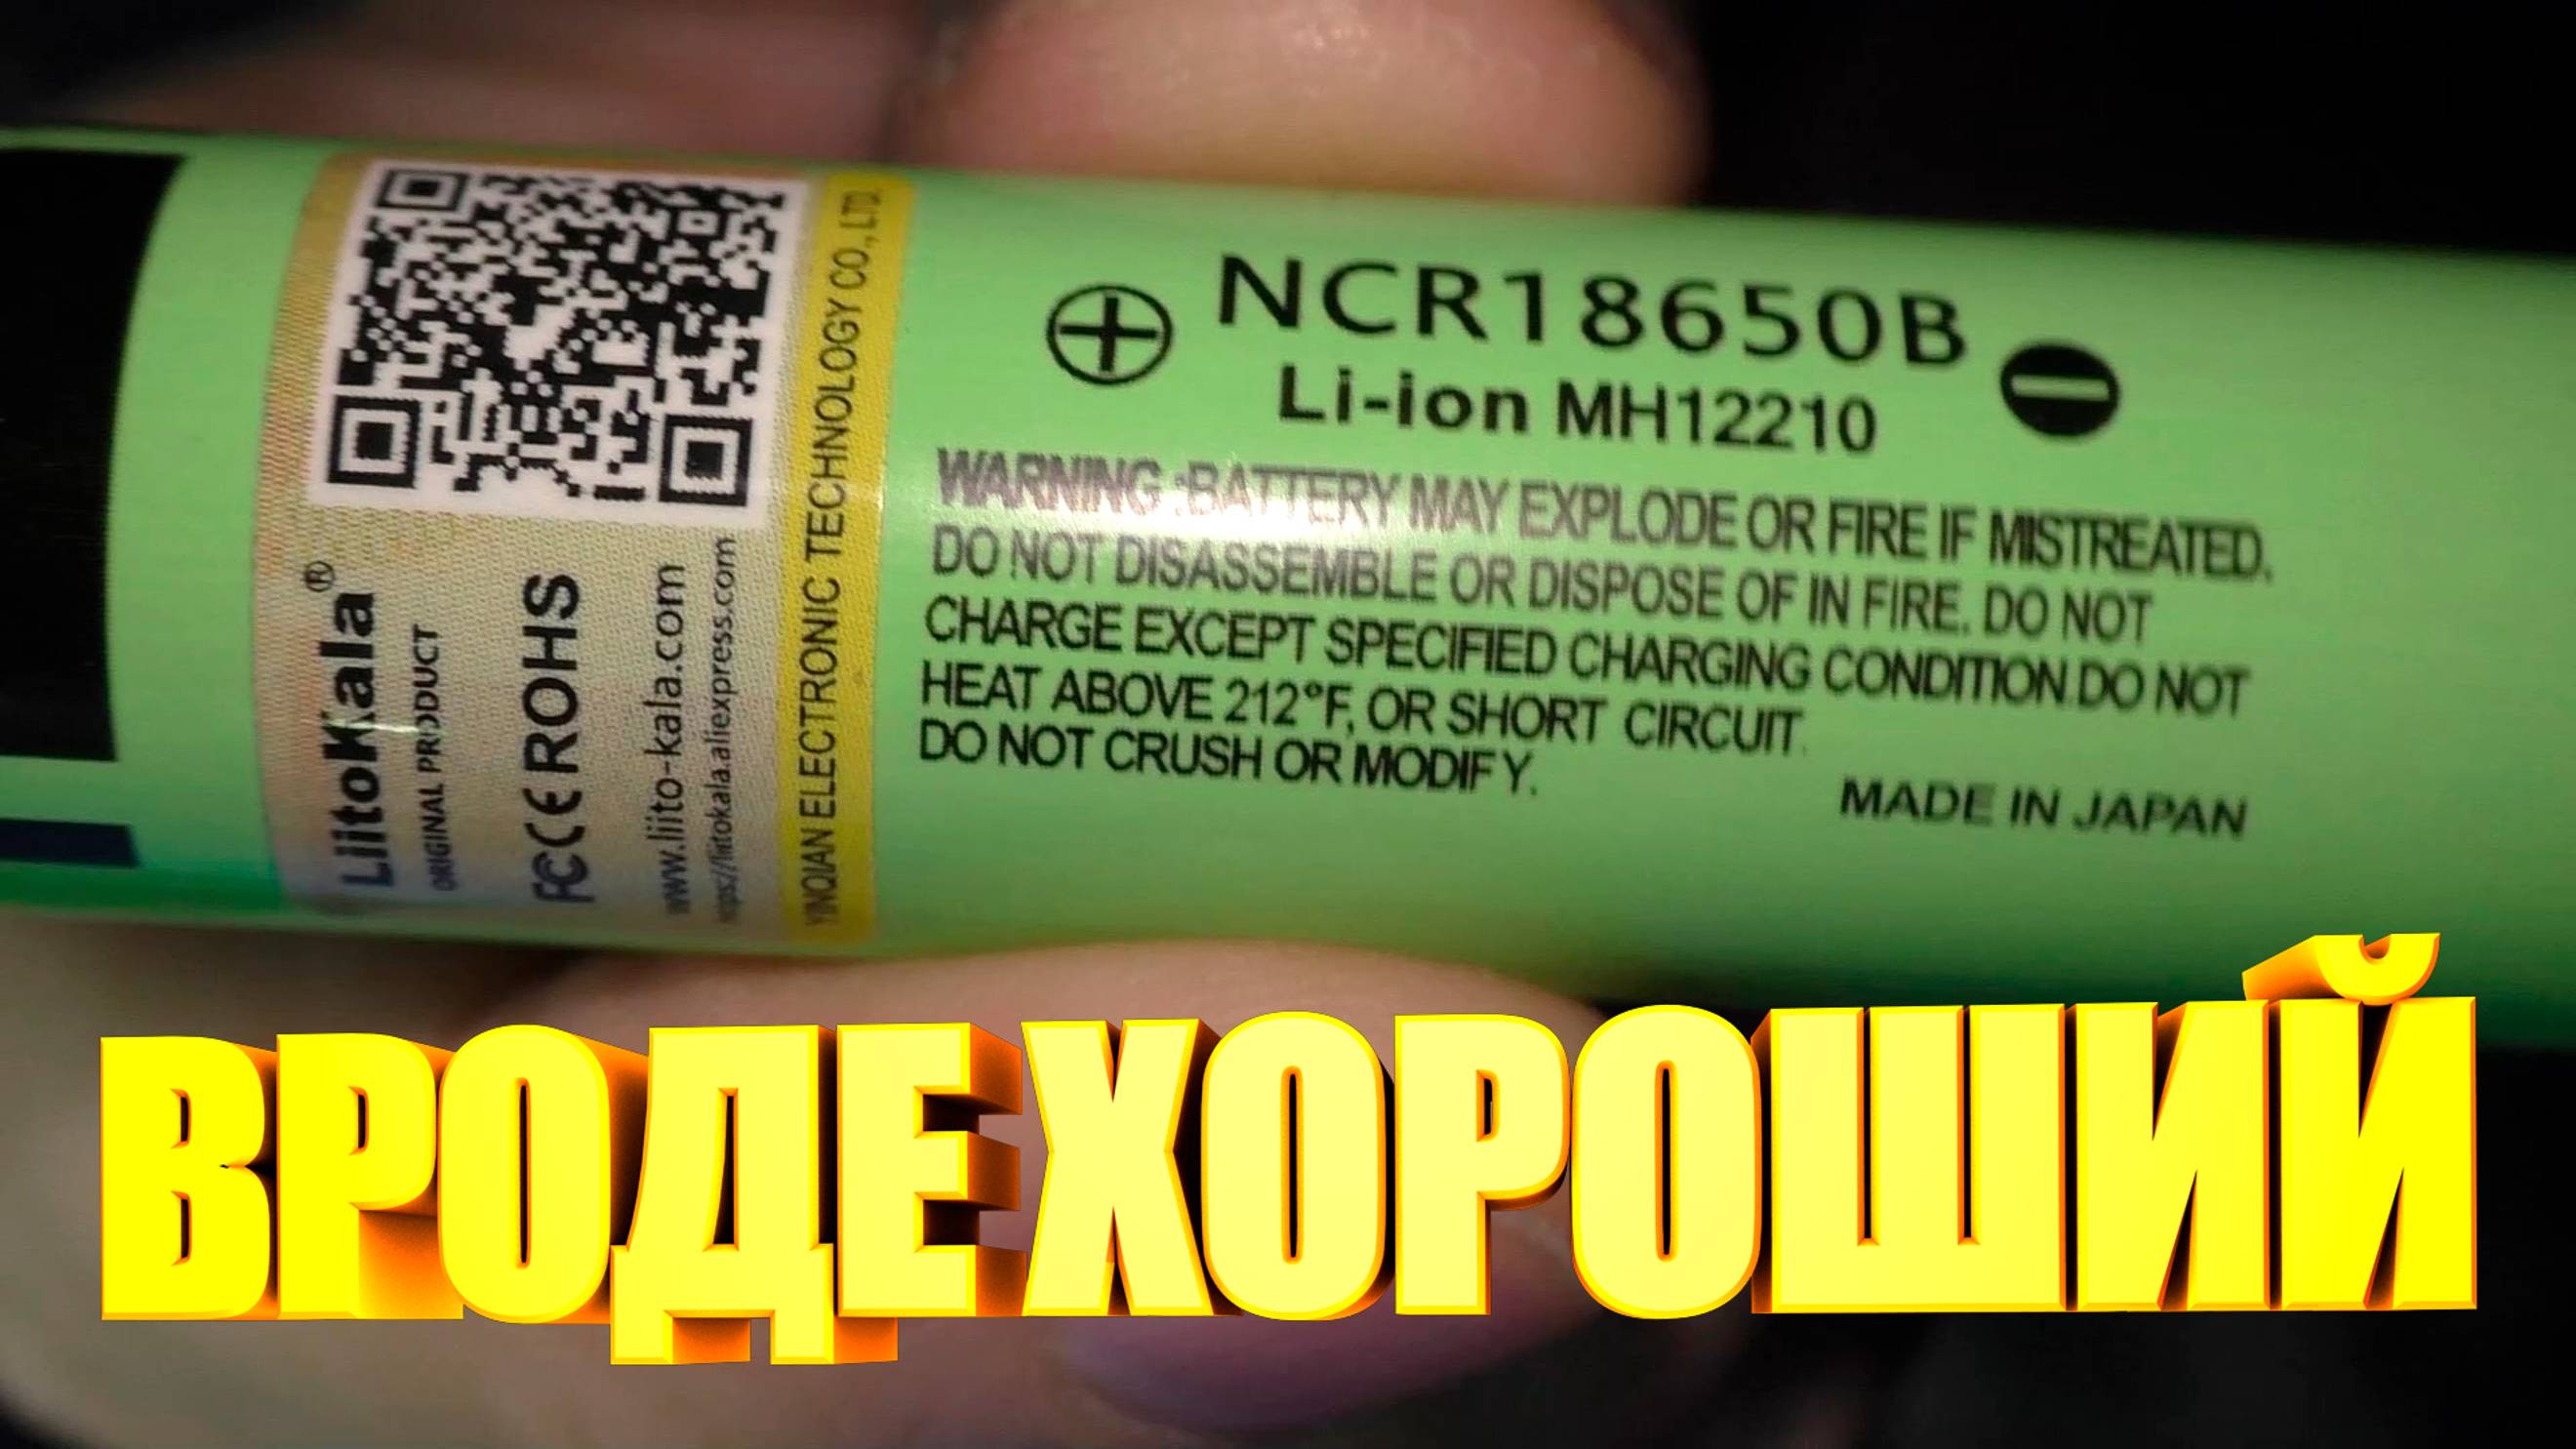 LiitoKala®
ORIGINAL PRODUCT
FC CE ROHS
www.liito-kala.com
https://liitokala.aliexpress.com
YINQIAN ELECTRONIC TECHNOLOGY CO., LTD.
NCR18650B
Li-ion MH12210
WARNING :BATTERY MAY EXPLODE OR FIRE IF MISTREATED.
DO NOT DISASSEMBLE OR DISPOSE OF IN FIRE. DO NOT
CHARGE EXCEPT SPECIFIED CHARGING CONDITION.DO NOT
HEAT ABOVE 212°F, OR SHORT CIRCUIT.
DO NOT CRUSH OR MODIFY.
MADE IN JAPAN
ВРОДЕ ХОРОШИЙ